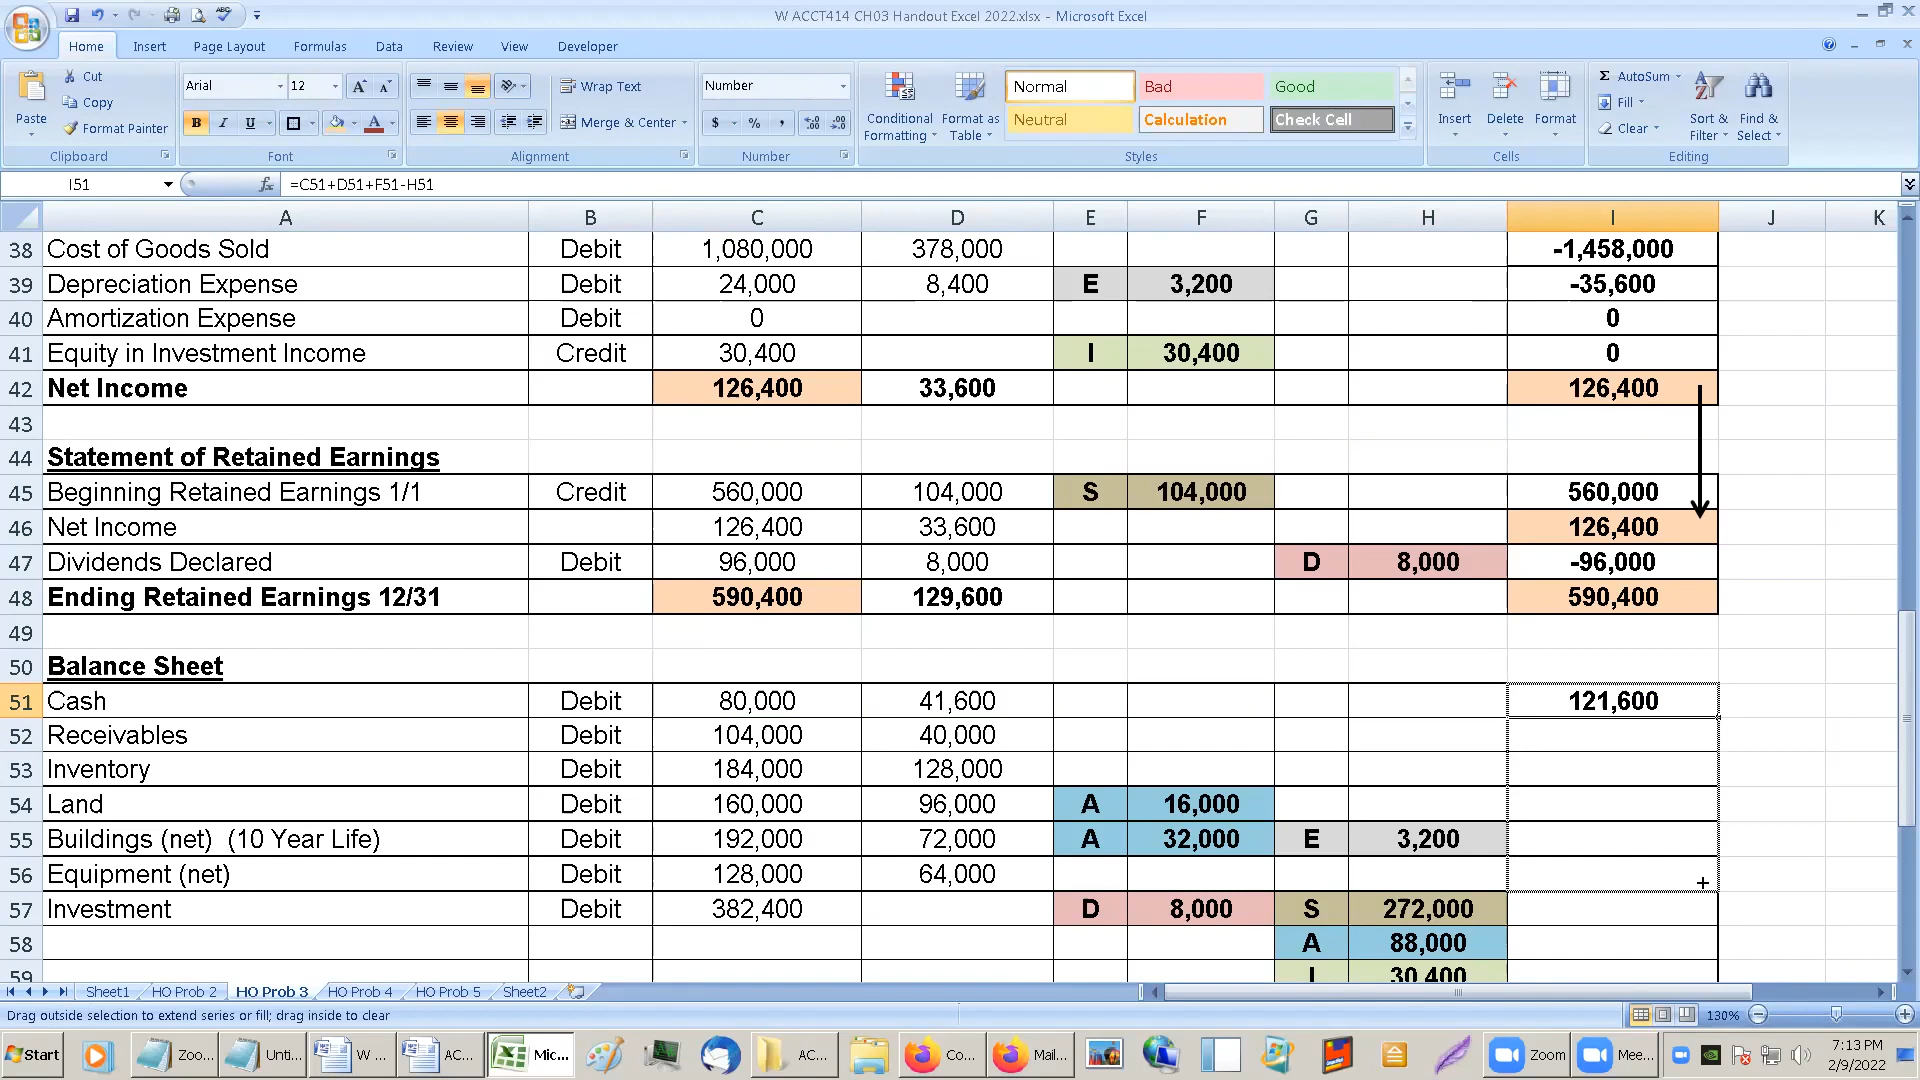 W ACCT414 CH03 Handout Excel 2022.xlsx - Microsoft Excel
Home Insert Page Layout Formulas Data Review View Developer
Paste Cut Copy Format Painter Clipboard
Arial 12 B I U Font
Wrap Text Merge & Center Alignment
Number $ % , Number
Conditional Formatting Format as Table Normal Bad Good Neutral Calculation Check Cell Styles
Insert Delete Format Cells
Σ AutoSum Fill Clear Sort & Filter Find & Select Editing
I51 fx =C51+D51+F51-H51
A B C D E F G H I J K
38 Cost of Goods Sold Debit 1,080,000 378,000 -1,458,000
39 Depreciation Expense Debit 24,000 8,400 E 3,200 -35,600
40 Amortization Expense Debit 0 0
41 Equity in Investment Income Credit 30,400 I 30,400 0
42 Net Income 126,400 33,600 126,400
43
44 Statement of Retained Earnings
45 Beginning Retained Earnings 1/1 Credit 560,000 104,000 S 104,000 560,000
46 Net Income 126,400 33,600 126,400
47 Dividends Declared Debit 96,000 8,000 D 8,000 -96,000
48 Ending Retained Earnings 12/31 590,400 129,600 590,400
49
50 Balance Sheet
51 Cash Debit 80,000 41,600 121,600
52 Receivables Debit 104,000 40,000
53 Inventory Debit 184,000 128,000
54 Land Debit 160,000 96,000 A 16,000
55 Buildings (net) (10 Year Life) Debit 192,000 72,000 A 32,000 G E 3,200
56 Equipment (net) Debit 128,000 64,000
57 Investment Debit 382,400 D 8,000 S 272,000
58 A 88,000
59 I 30,400
Sheet1 HO Prob 2 HO Prob 3 HO Prob 4 HO Prob 5 Sheet2
Drag outside selection to extend series or fill; drag inside to clear 130%
Start Zoo... Unti... W ... AC... Mic... AC... Co... Mail... Zoom Mee... 7:13 PM
2/9/2022